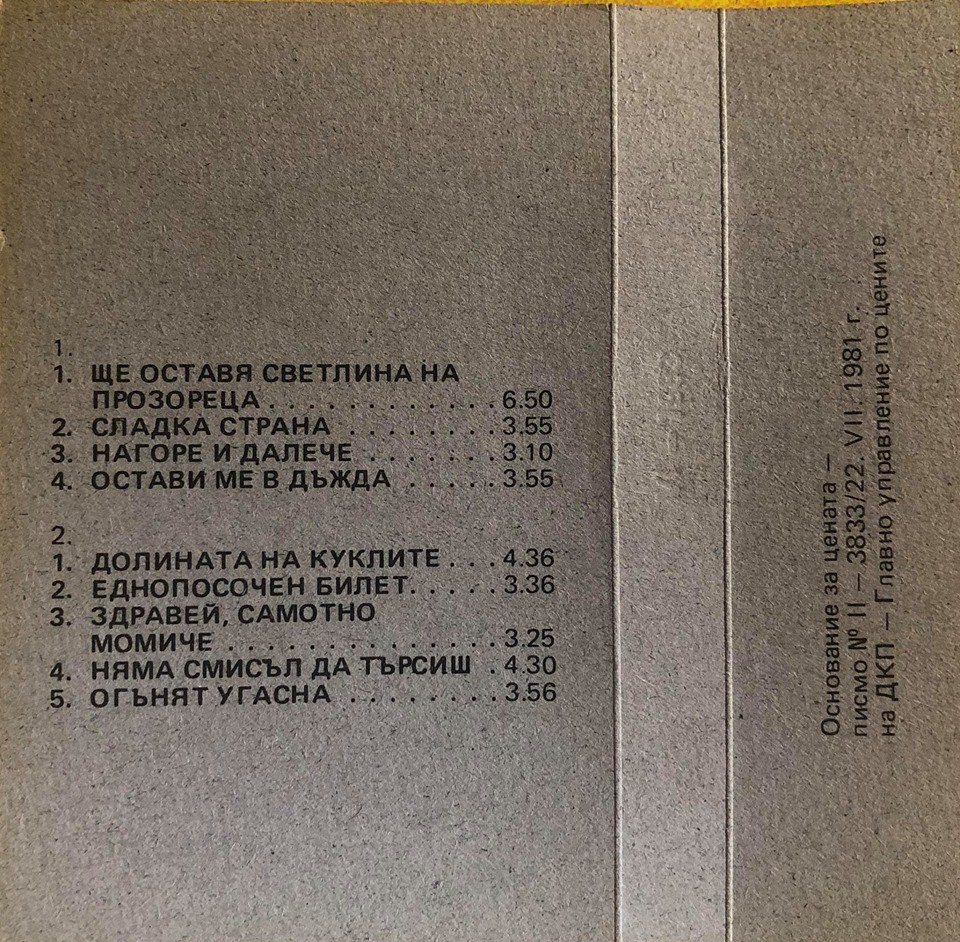 1.
1. ЩЕ ОСТАВЯ СВЕТЛИНА НА
ПРОЗОРЕЦА . . . . . . . . . . . . . 6.50
2. СЛАДКА СТРАНА . . . . . . . . 3.55
3. НАГОРЕ И ДАЛЕЧЕ . . . . . . . 3.10
4. ОСТАВИ МЕ В ДЪЖДА . . . . . 3.55
2.
1. ДОЛИНАТА НА КУКЛИТЕ . . . 4.36
2. ЕДНОПОСОЧЕН БИЛЕТ. . . . . 3.36
3. ЗДРАВЕЙ, САМОТНО
МОМИЧЕ . . . . . . . . . . . . . . . 3.25
4. НЯМА СМИСЪЛ ДА ТЪРСИШ . 4.30
5. ОГЪНЯТ УГАСНА . . . . . . . . 3.56
Основание за цената —
писмо № II — 3833/22. VII. 1981 г.
на ДКП — Главно управление по цените